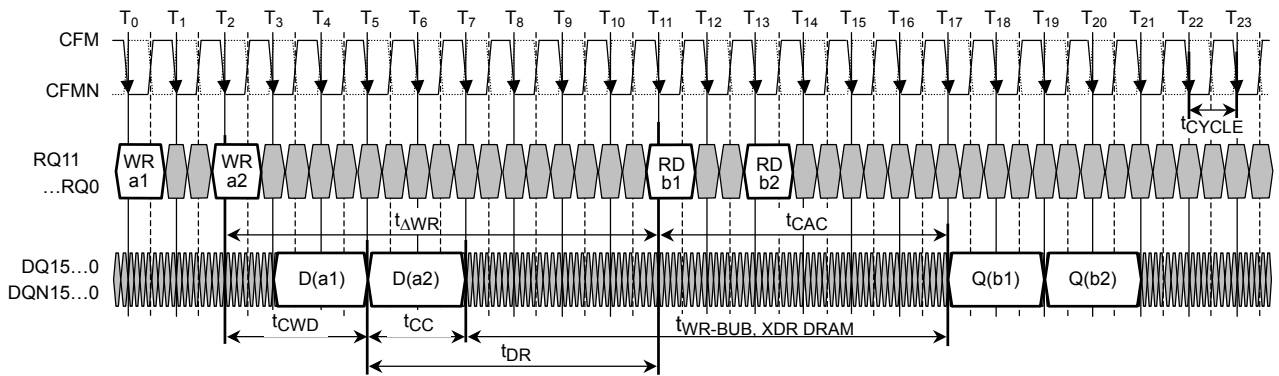 T0 T1 T2 T3 T4 T5 T6 T7 T8 T9 T10 T11 T12 T13 T14 T15 T16 T17 T18 T19 T20 T21 T22 T23
CFM
CFMN
tCYCLE
RQ11
…RQ0
WR
a1
WR
a2
RD
b1
RD
b2
tΔWR
tCAC
DQ15…0
DQN15…0
D(a1)
D(a2)
Q(b1)
Q(b2)
tCWD
tCC
tWR-BUB, XDR DRAM
tDR